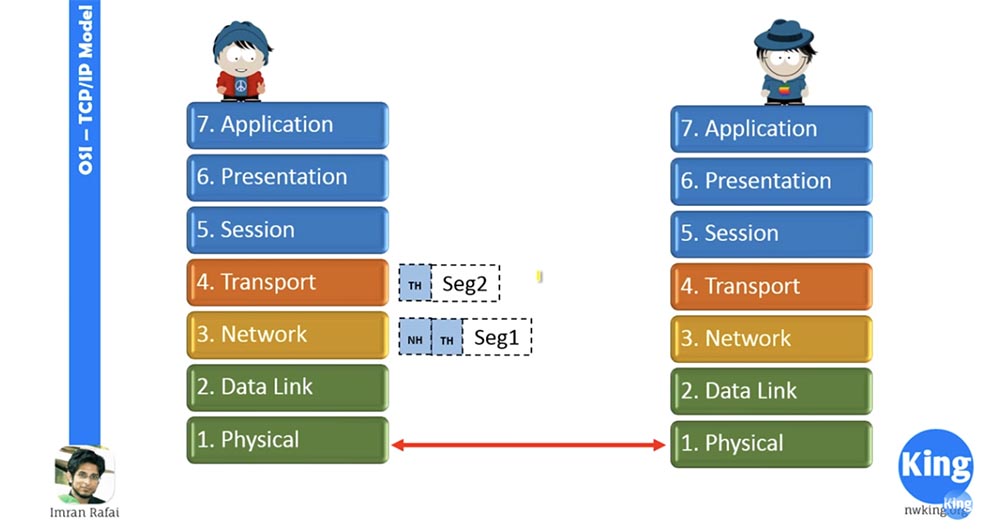 OSI – TCP/IP Model
7. Application
6. Presentation
5. Session
4. Transport
TH Seg2
3. Network
NH TH Seg1
2. Data Link
1. Physical
7. Application
6. Presentation
5. Session
4. Transport
3. Network
2. Data Link
1. Physical
Imran Rafai
King
King
nwking.org